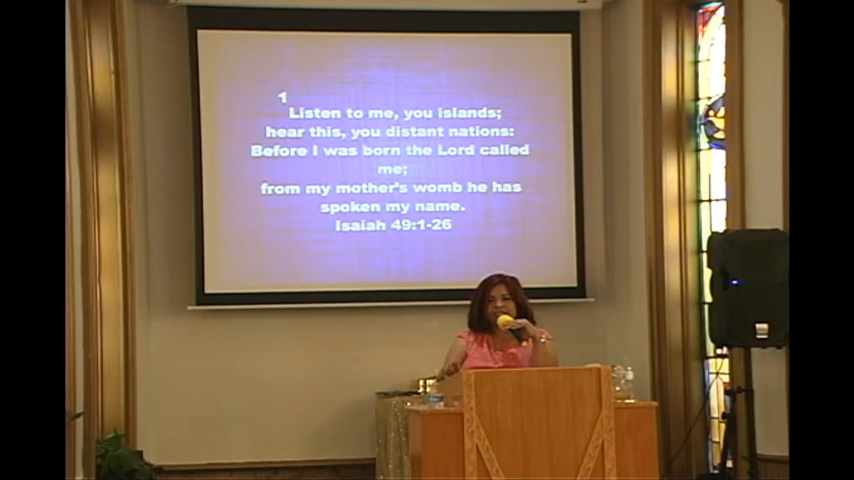 1
Listen to me, you islands;
hear this, you distant nations:
Before I was born the Lord called
me;
from my mother's womb he has
spoken my name.
Isaiah 49:1-26